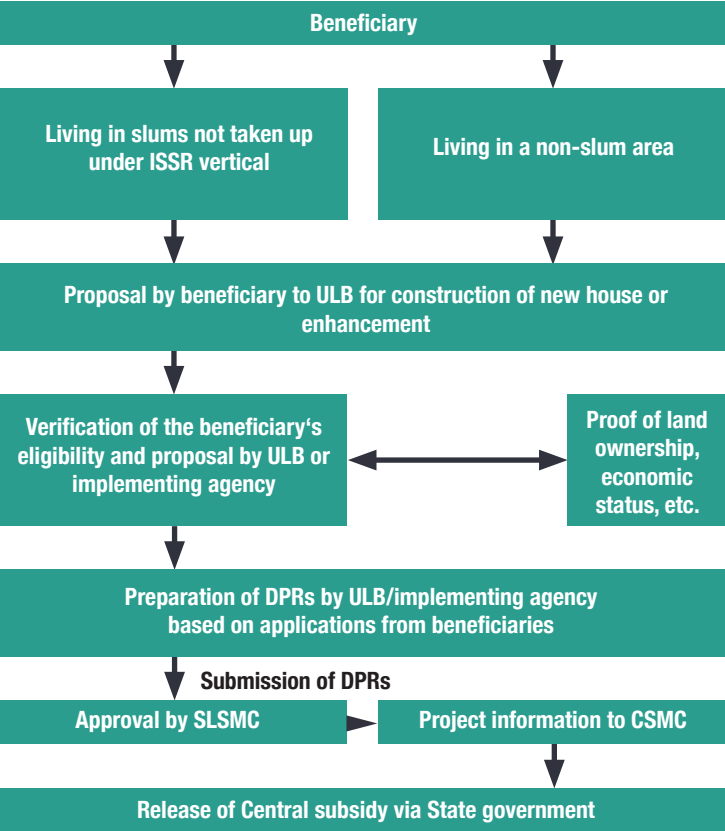 Beneficiary
Living in slums not taken up
under ISSR vertical
Living in a non-slum area
Proposal by beneficiary to ULB for construction of new house or
enhancement
Verification of the beneficiary‘s
eligibility and proposal by ULB or
implementing agency
Proof of land
ownership,
economic
status, etc.
Preparation of DPRs by ULB/implementing agency
based on applications from beneficiaries
Submission of DPRs
Approval by SLSMC
Project information to CSMC
Release of Central subsidy via State government